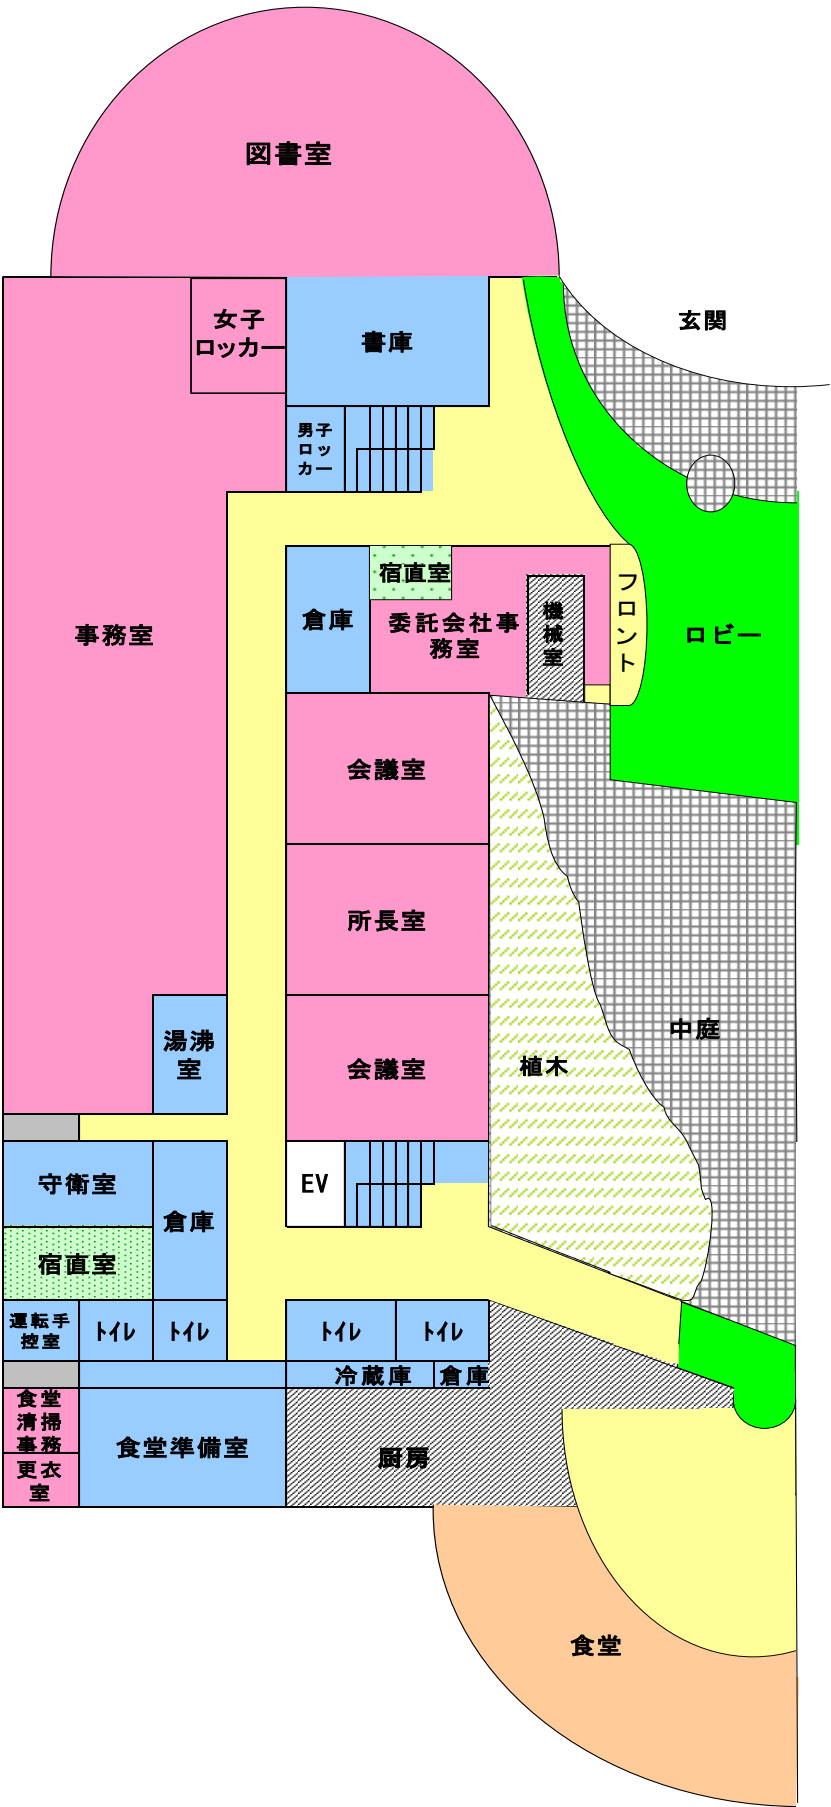 図書室
玄関
女子
ロッカー
書庫
男子
ロッ
カー
宿直室
倉庫
委託会社事
務室
機
械
室
フ
ロ
ン
ト
ロビー
事務室
会議室
所長室
湯沸
室
会議室
植木
中庭
守衛室
倉庫
EV
宿直室
運転手
控室
ﾄｲﾚ
ﾄｲﾚ
ﾄｲﾚ
ﾄｲﾚ
冷蔵庫
倉庫
食堂
清掃
事務
更衣
室
食堂準備室
厨房
食堂